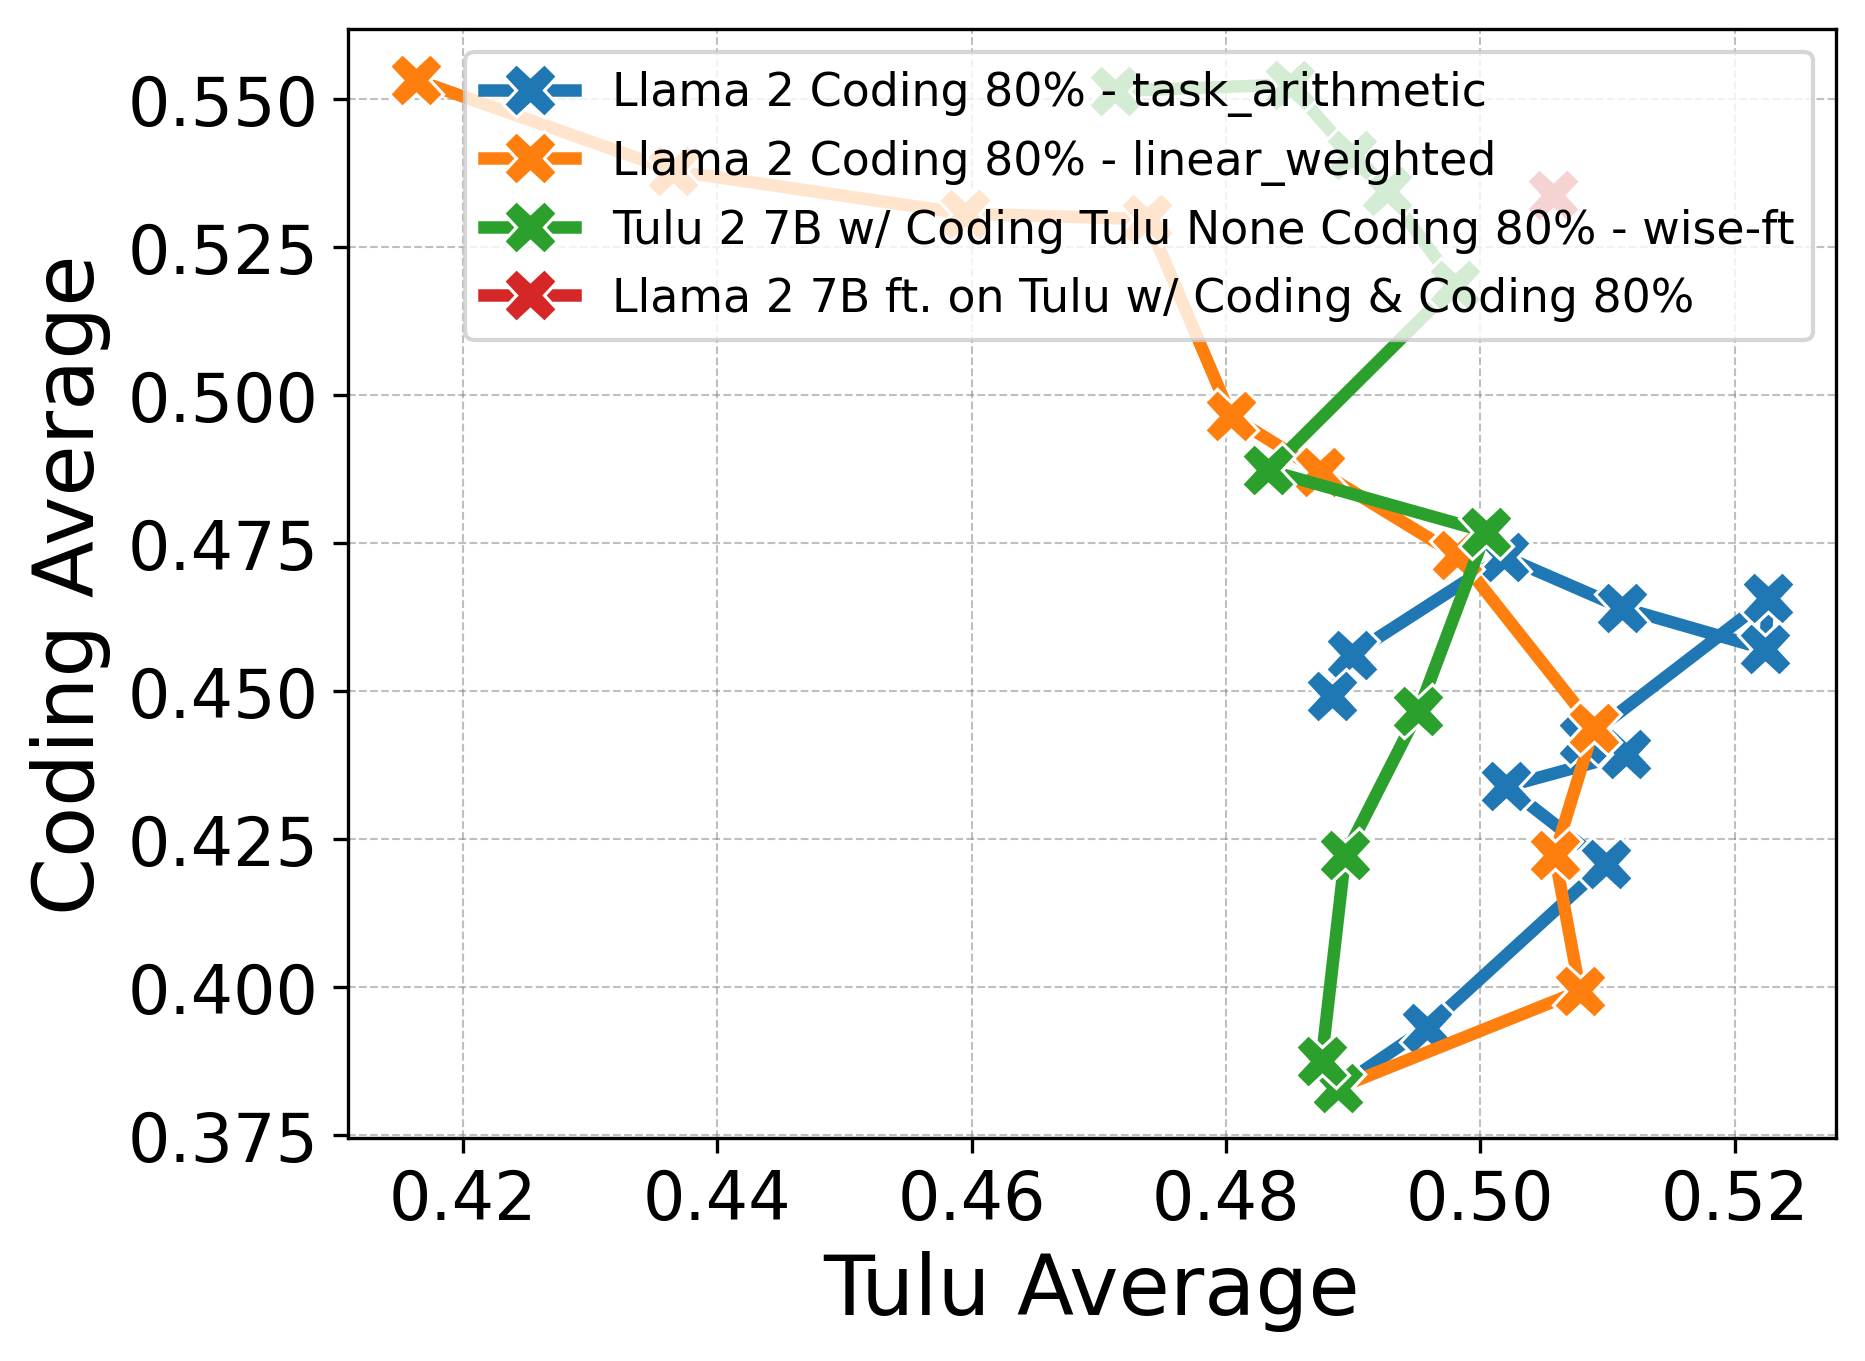 Llama 2 Coding 80% - task_arithmetic
Llama 2 Coding 80% - linear_weighted
Tulu 2 7B w/ Coding Tulu None Coding 80% - wise-ft
Llama 2 7B ft. on Tulu w/ Coding & Coding 80%
Coding Average
0.550
0.525
0.500
0.475
0.450
0.425
0.400
0.375
0.42 0.44 0.46 0.48 0.50 0.52
Tulu Average